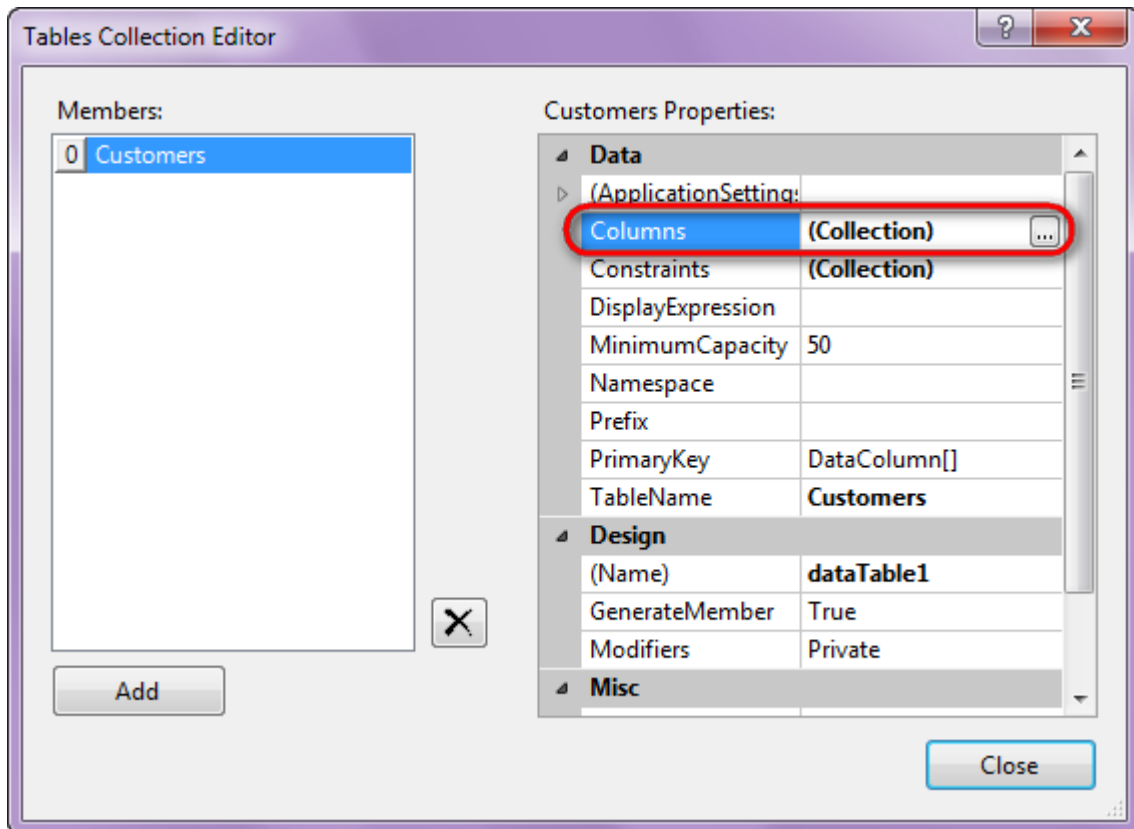 Tables Collection Editor
?
X
Members:
Customers Properties:
0 Customers
Data
(ApplicationSettings
Columns (Collection) ...
Constraints (Collection)
DisplayExpression
MinimumCapacity 50
Namespace
Prefix
PrimaryKey DataColumn[]
TableName Customers
Design
(Name) dataTable1
GenerateMember True
Modifiers Private
Misc
Add
Close